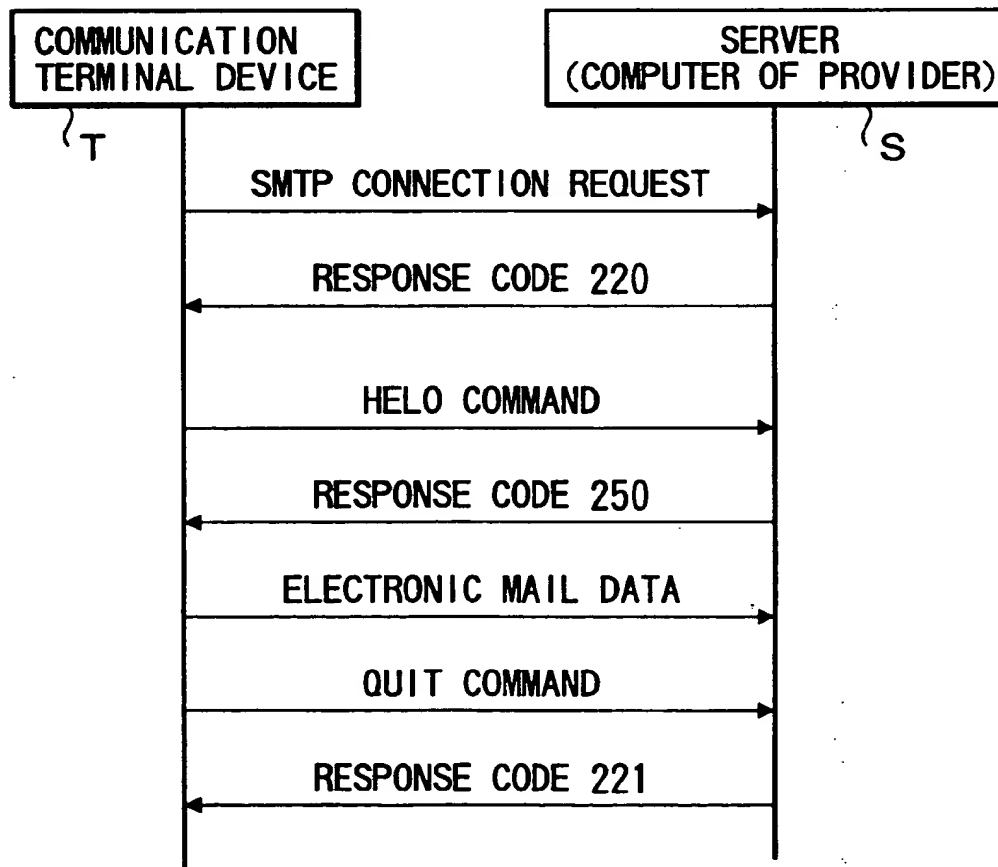 COMMUNICATION
TERMINAL DEVICE
SERVER
(COMPUTER OF PROVIDER)
T
S
SMTP CONNECTION REQUEST
RESPONSE CODE 220
HELO COMMAND
RESPONSE CODE 250
ELECTRONIC MAIL DATA
QUIT COMMAND
RESPONSE CODE 221